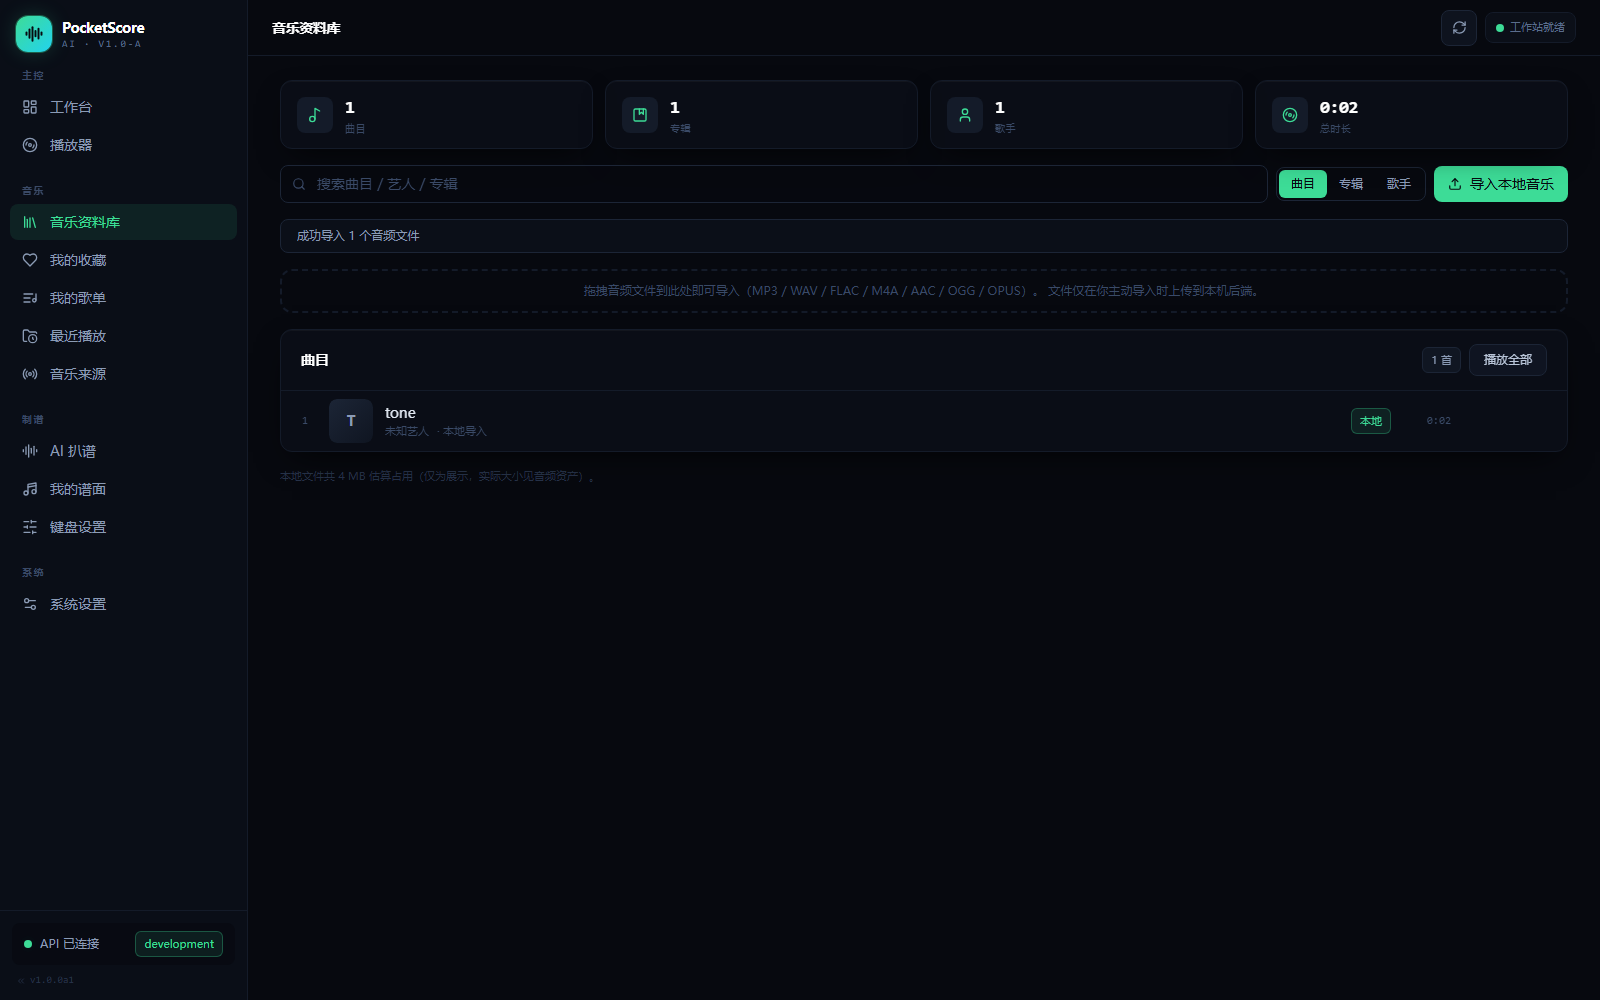 PocketScore
AI · V1.0-A
主控
工作台
播放器
音乐
音乐资料库
我的收藏
我的歌单
最近播放
音乐来源
制谱
AI 扒谱
我的谱面
键盘设置
系统
系统设置
API 已连接
development
v1.0.0a1
音乐资料库
工作站就绪
1
曲目
1
专辑
1
歌手
0:02
总时长
搜索曲目 / 艺人 / 专辑
曲目
专辑
歌手
导入本地音乐
成功导入 1 个音频文件
拖拽音频文件到此处即可导入（MP3 / WAV / FLAC / M4A / AAC / OGG / OPUS）。 文件仅在你主动导入时上传到本机后端。
曲目
1 首
播放全部
1
T
tone
未知艺人 · 本地导入
本地
0:02
本地文件共 4 MB 估算占用（仅为展示，实际大小见音频资产）。